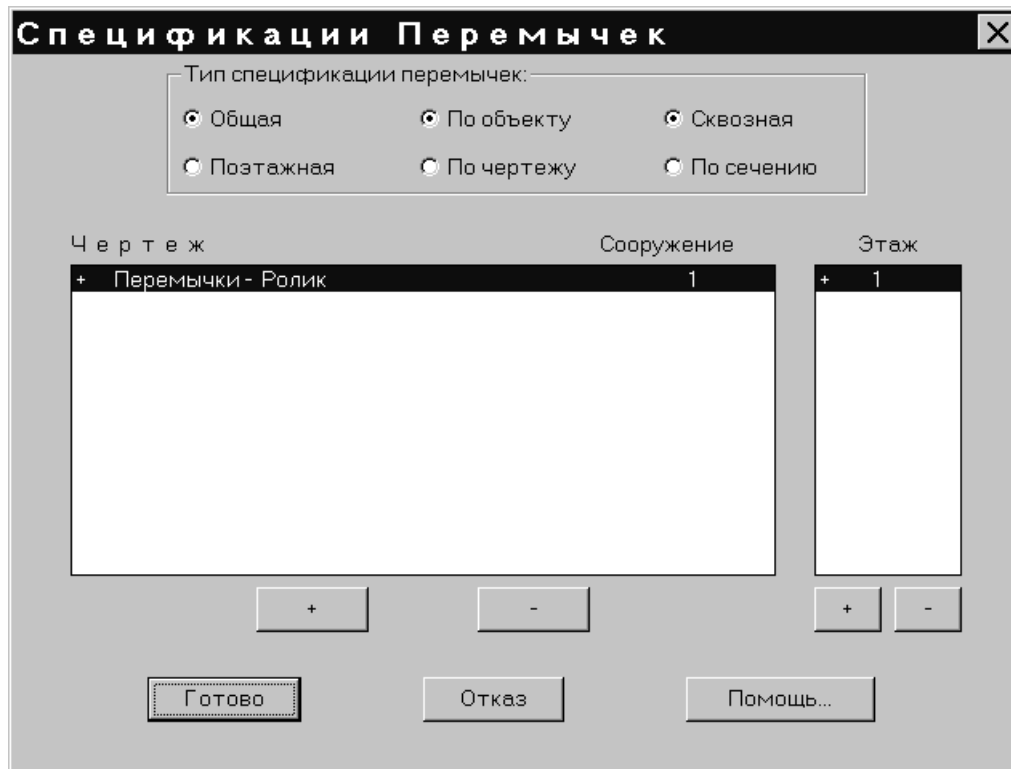 Спецификации Перемычек
Тип спецификации перемычек:
Общая По объекту Сквозная
Поэтажная По чертежу По сечению
Чертеж Сооружение Этаж
+ Перемычки - Ролик 1 + 1
+ - + -
Готово Отказ Помощь...